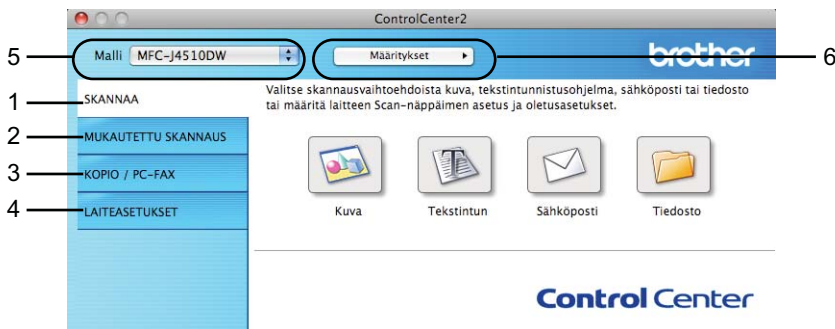 ControlCenter2
5
Malli
MFC-J4510DW
Määritykset
6
brother
1
SKANNAA
Valitse skannausvaihtoehdoista kuva, tekstintunnistusohjelma, sähköposti tai tiedosto
tai määritä laitteen Scan-näppäimen asetus ja oletusasetukset.
2
MUKAUTETTU SKANNAUS
3
KOPIO / PC-FAX
4
LAITEASETUKSET
Kuva
Tekstintun
Sähköposti
Tiedosto
Control Center